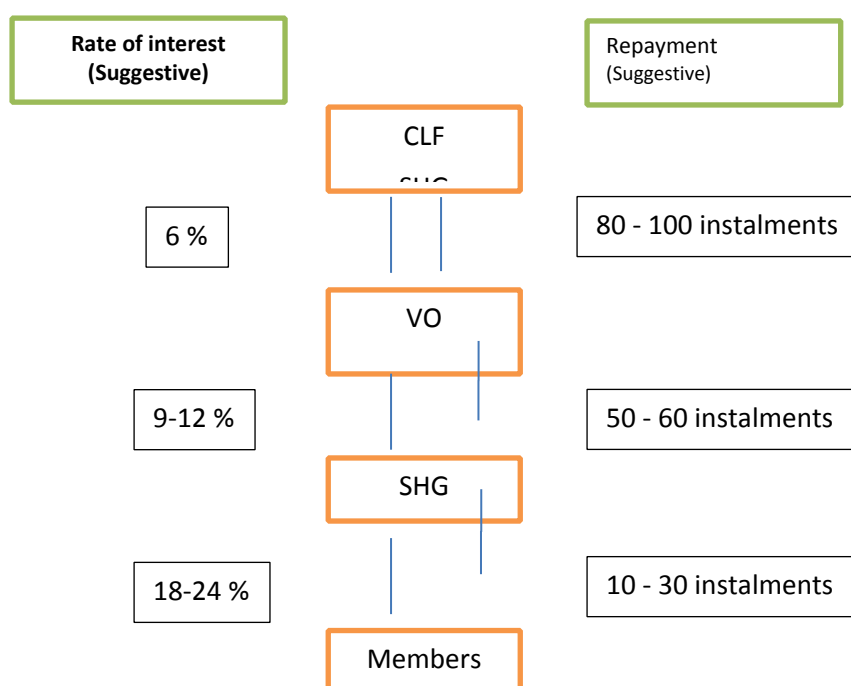 Rate of interest
(Suggestive)
Repayment
(Suggestive)
CLF
SHG
6 %
80 - 100 instalments
VO
9-12 %
50 - 60 instalments
SHG
18-24 %
10 - 30 instalments
Members